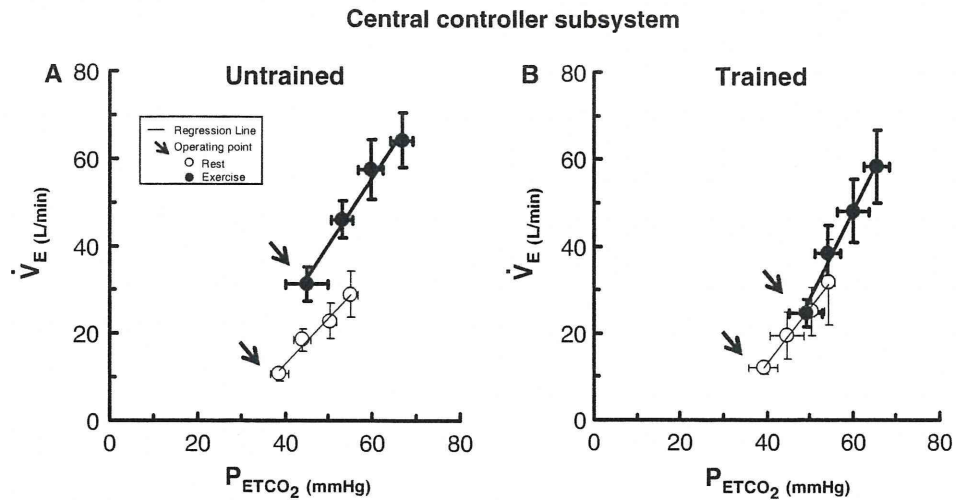 Central controller subsystem
A Untrained
80
60
40
20
0
Regression Line
Operating point
Rest
Exercise
V̇E (L/min)
0 20 40 60 80
PETCO2 (mmHg)
B Trained
80
60
40
20
0
V̇E (L/min)
0 20 40 60 80
PETCO2 (mmHg)